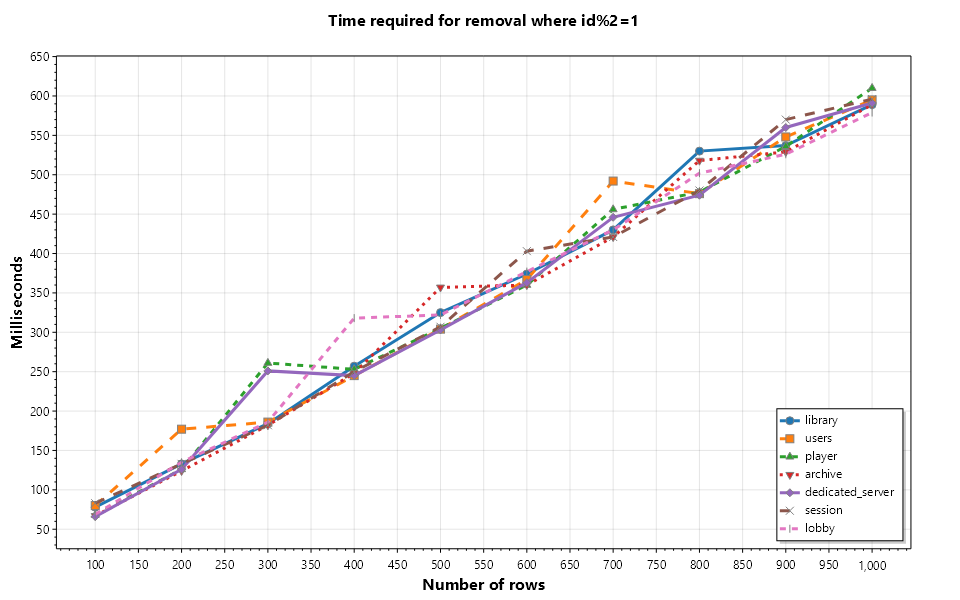 Time required for removal where id%2=1
Milliseconds
650
600
550
500
450
400
350
300
250
200
150
100
50
library
users
player
archive
dedicated_server
session
lobby
100 150 200 250 300 350 400 450 500 550 600 650 700 750 800 850 900 950 1,000
Number of rows